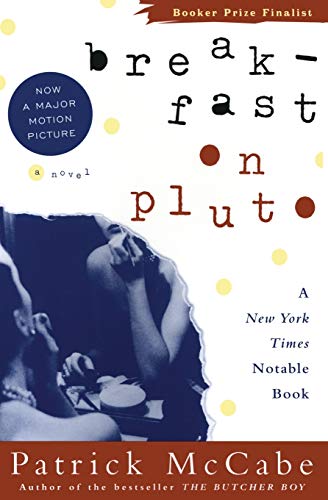 Booker Prize Finalist
break-
fast
on
pluto
NOW
A MAJOR
MOTION
PICTURE
a novel
A
New York
Times
Notable
Book
Patrick McCabe
Author of the bestseller THE BUTCHER BOY